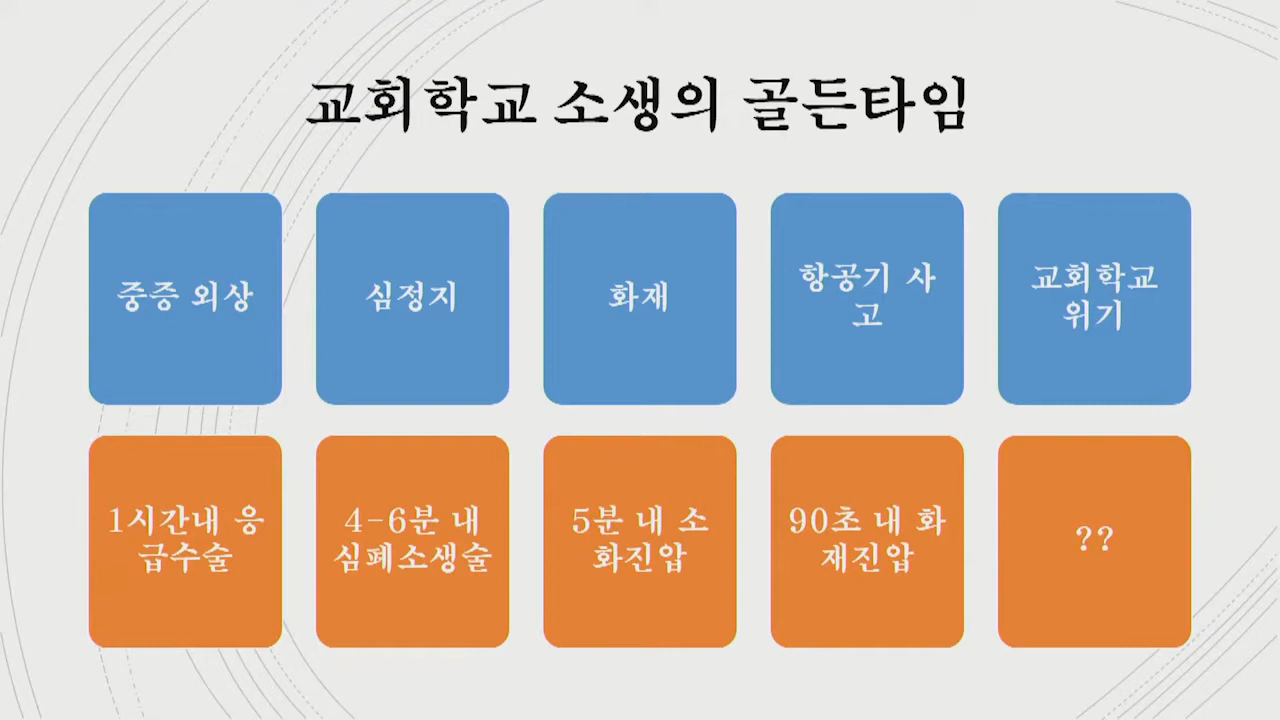 교회학교 소생의 골든타임
중증 외상
심정지
화재
항공기 사
고
교회학교
위기
1시간내 응
급수술
4-6분 내
심폐소생술
5분 내 소
화진압
90초 내 화
재진압
??